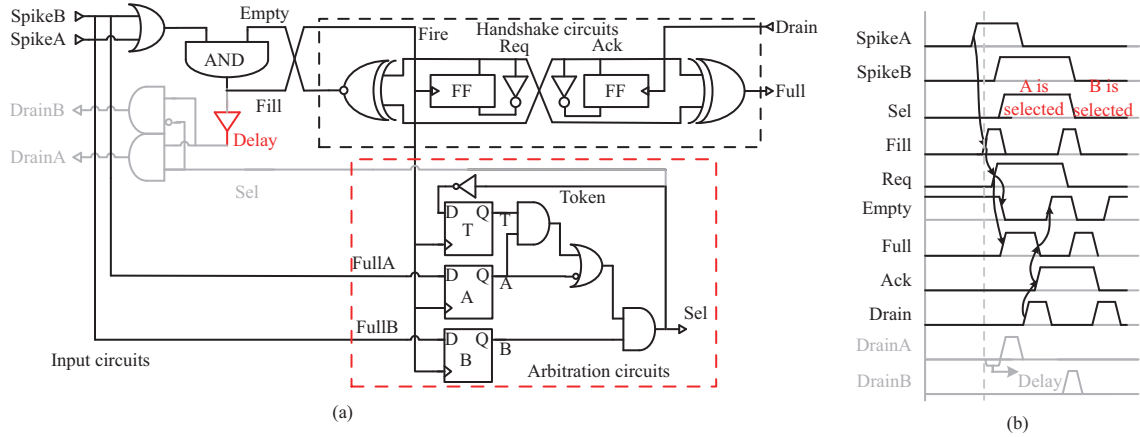 SpikeB
SpikeA
Empty
AND
Fill
Delay
DrainB
DrainA
Sel
Fire
Handshake circuits
Req
Ack
FF
FF
Drain
Full
Token
D Q
T
T
FullA
D Q
A
A
FullB
D Q
B
B
Sel
Input circuits
Arbitration circuits
(a)
SpikeA
SpikeB
Sel
A is selected
B is selected
Fill
Req
Empty
Full
Ack
Drain
DrainA
Delay
DrainB
(b)